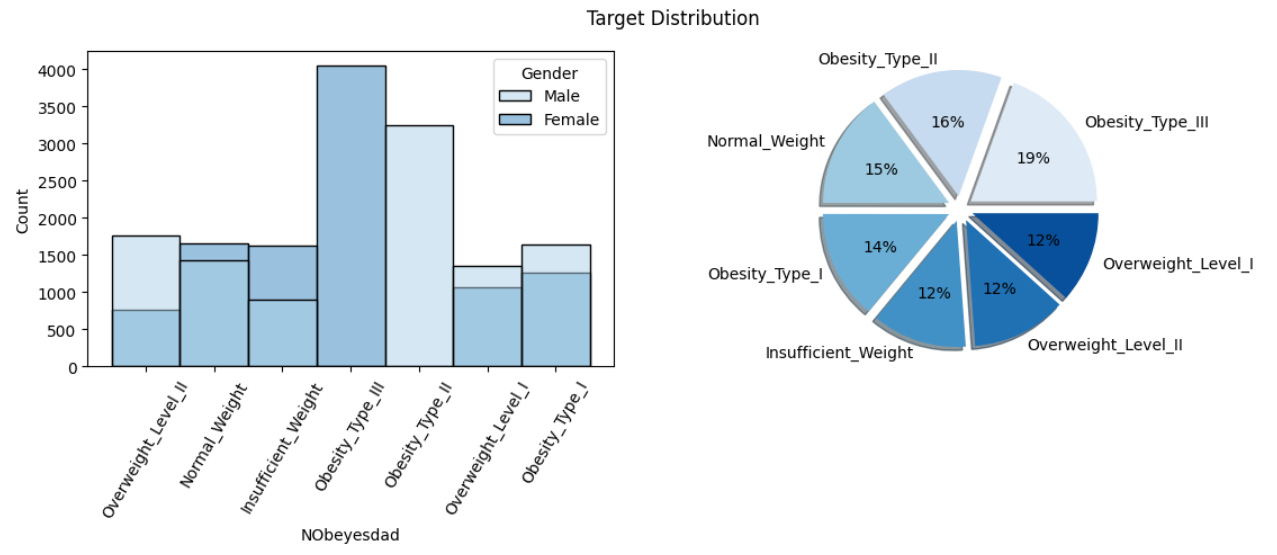 Target Distribution
4000
3500
3000
2500
2000
1500
1000
500
0
Count
Gender
Male
Female
Overweight_Level_II
Normal_Weight
Insufficient_Weight
Obesity_Type_III
Obesity_Type_II
Overweight_Level_I
Obesity_Type_I
NObeyesdad
Obesity_Type_II
16%
Obesity_Type_III
19%
Normal_Weight
15%
Obesity_Type_I
14%
Insufficient_Weight
12%
Overweight_Level_II
12%
Overweight_Level_I
12%